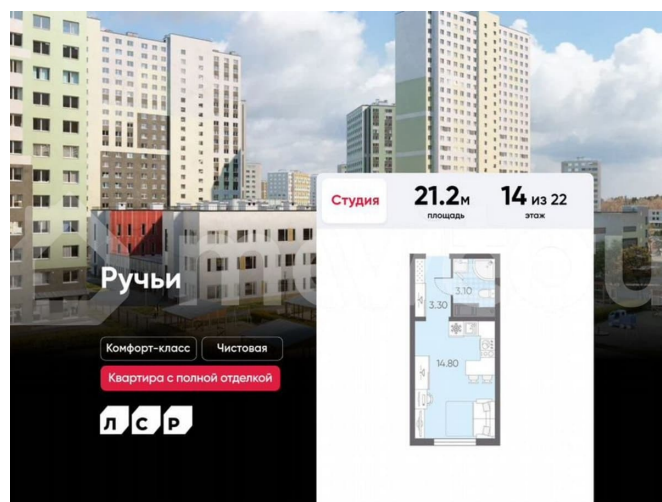 Студия
21.2м
площадь
14 из 22
этаж
Ручьи
3.10
3.30
14.80
Комфорт-класс
Чистовая
Квартира с полной отделкой
ЛСР